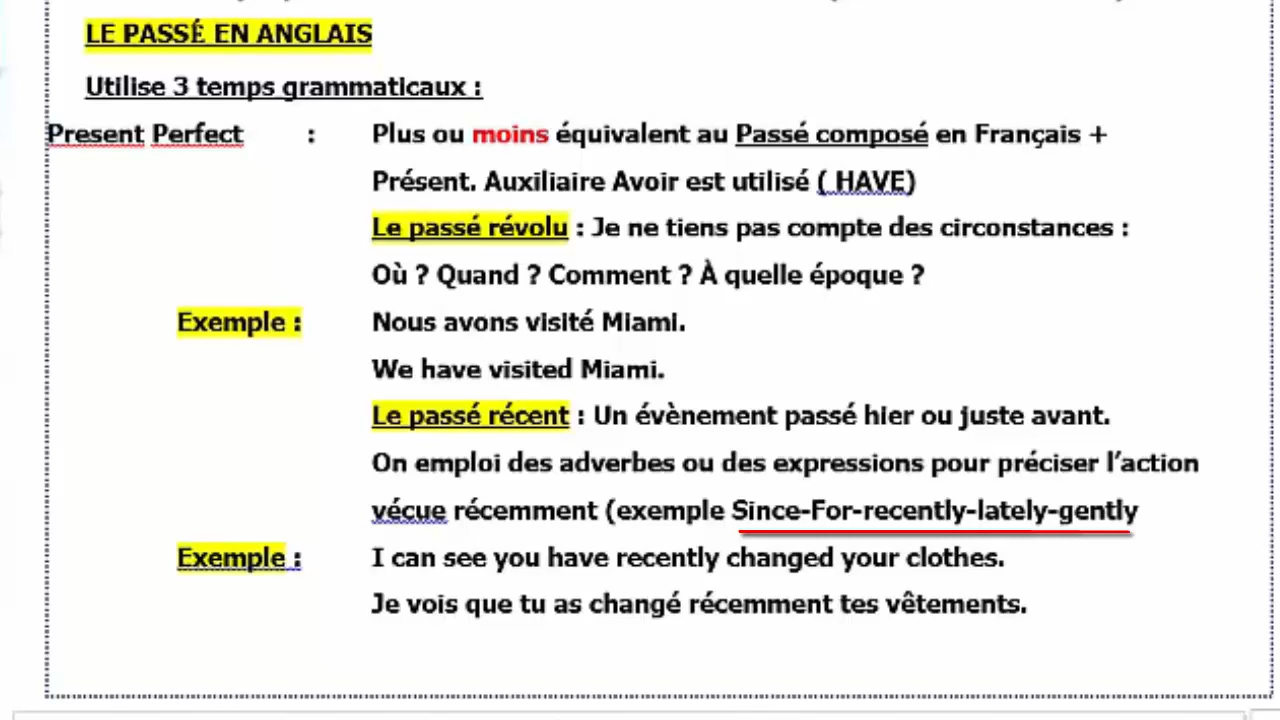 LE PASSÉ EN ANGLAIS
Utilise 3 temps grammaticaux :
Present Perfect : Plus ou moins équivalent au Passé composé en Français +
Présent. Auxiliaire Avoir est utilisé ( HAVE)
Le passé révolu : Je ne tiens pas compte des circonstances :
Où ? Quand ? Comment ? À quelle époque ?
Exemple : Nous avons visité Miami.
We have visited Miami.
Le passé récent : Un évènement passé hier ou juste avant.
On emploi des adverbes ou des expressions pour préciser l’action
vécue récemment (exemple Since-For-recently-lately-gently
Exemple : I can see you have recently changed your clothes.
Je vois que tu as changé récemment tes vêtements.